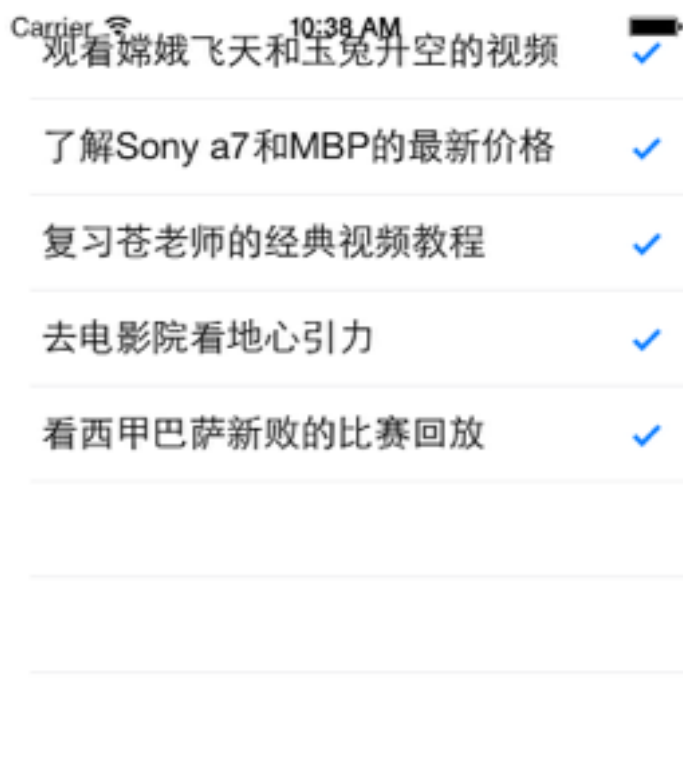 Carrier 10:38 AM
观看嫦娥飞天和玉兔升空的视频
了解Sony a7和MBP的最新价格
复习苍老师的经典视频教程
去电影院看地心引力
看西甲巴萨新败的比赛回放